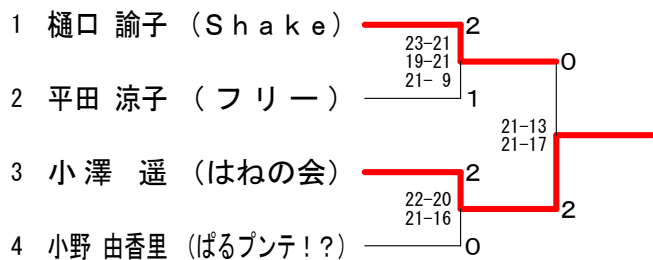 1 樋口 諭子 （Ｓｈａｋｅ） 2
23-21
19-21
21- 9
0
2 平田 涼子 （フリー） 1
21-13
21-17
3 小澤 遥 （はねの会） 2
22-20
21-16
2
4 小野 由香里 （ぱるプンテ！？） 0